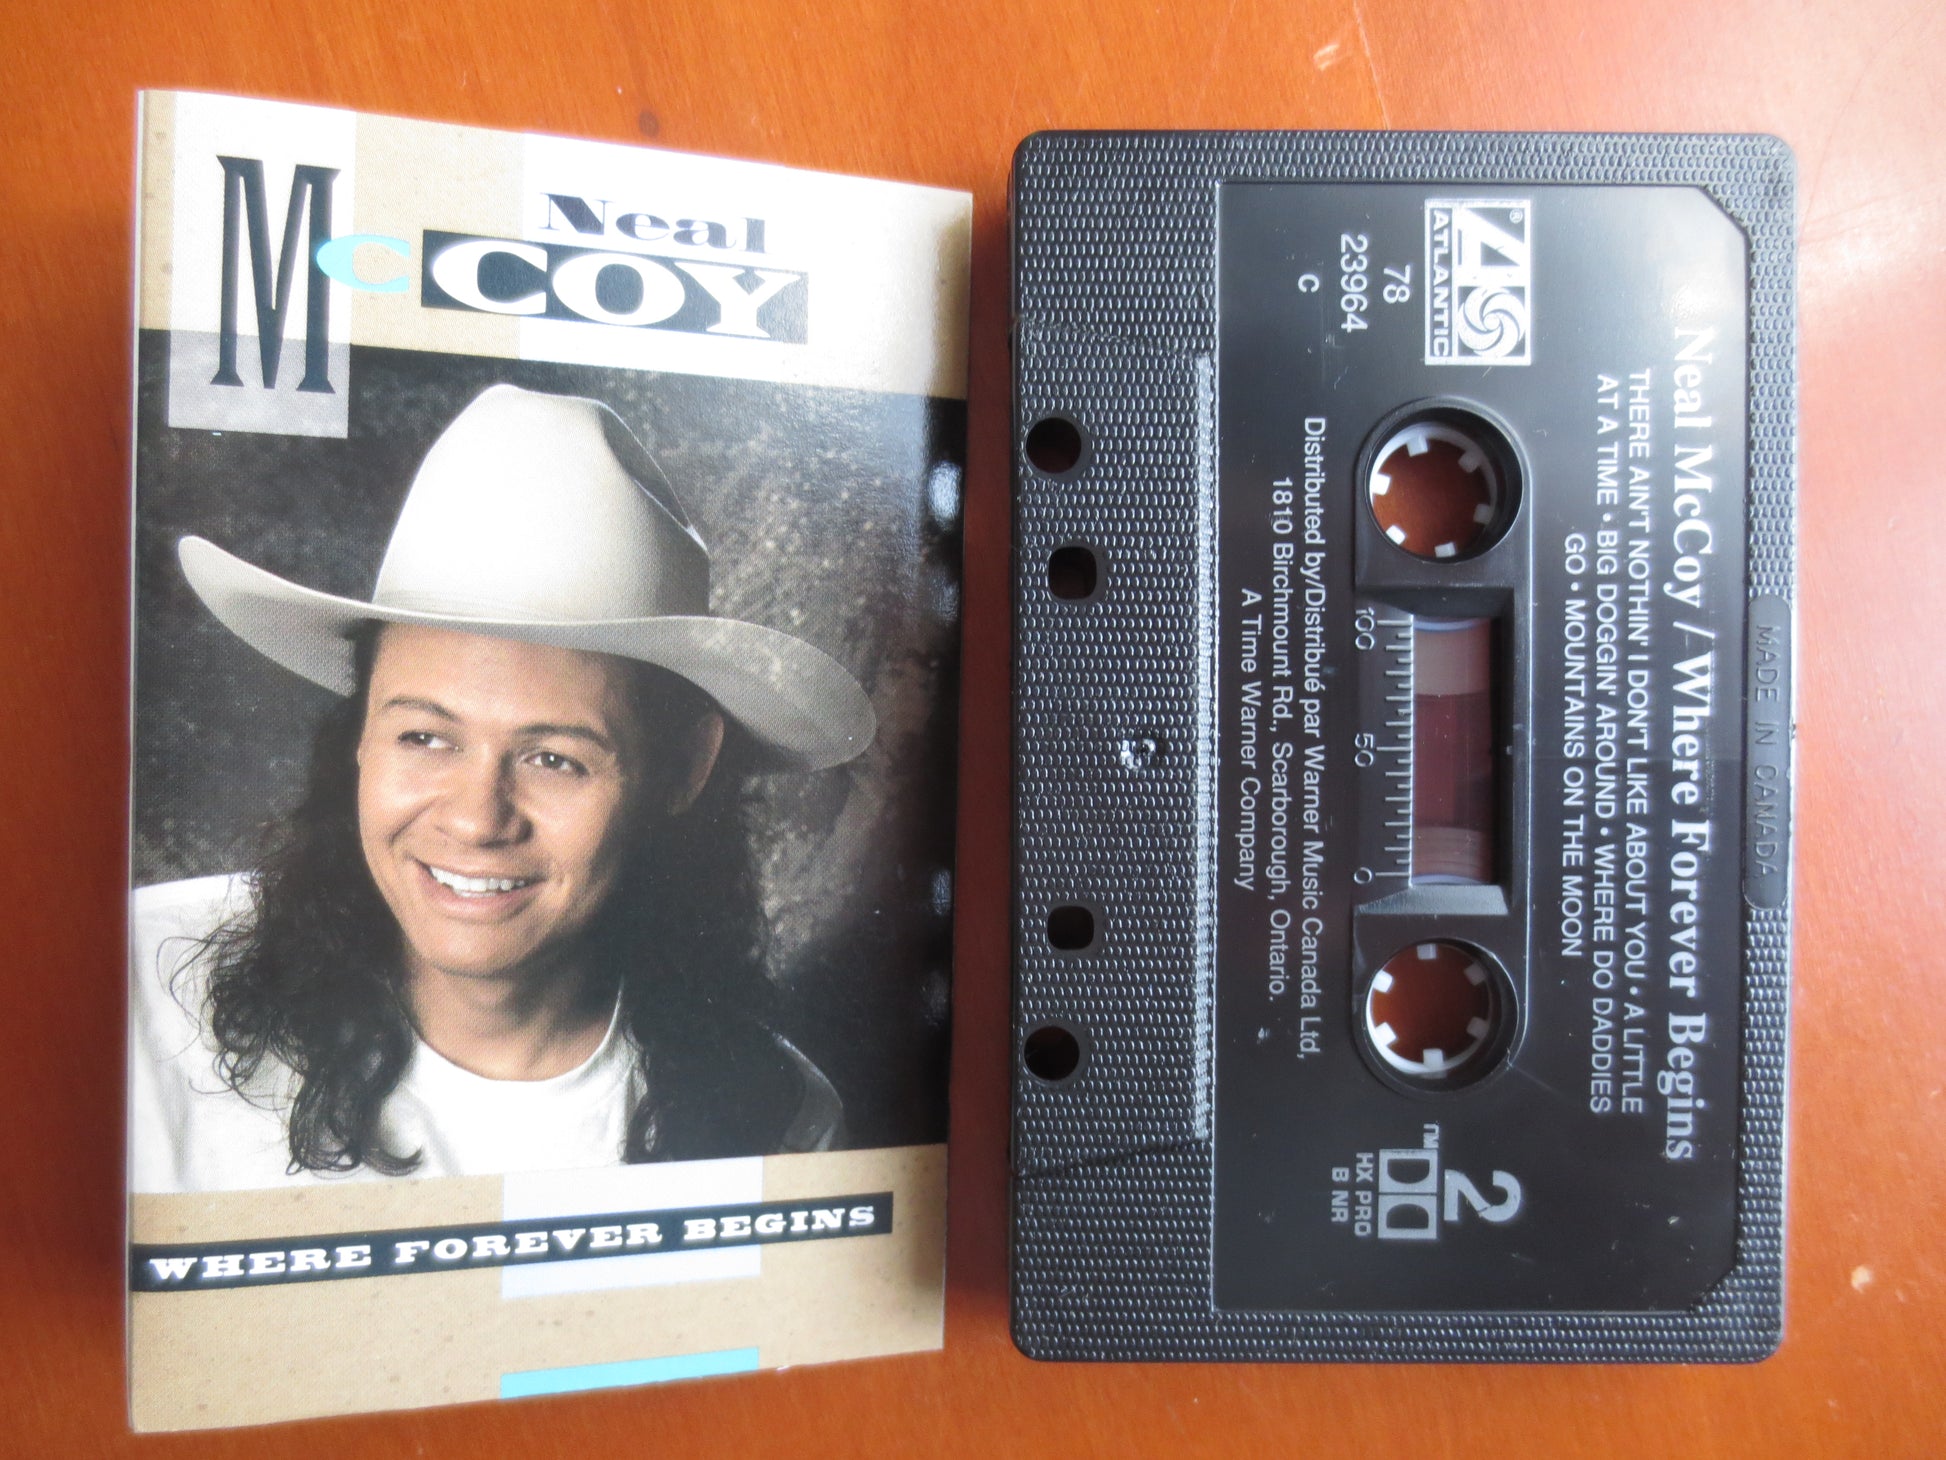 Neal
McCOY
WHERE FOREVER BEGINS
MADE IN CANADA
Neal McCoy / Where Forever Begins
THERE AIN'T NOTHIN' I DON'T LIKE ABOUT YOU • A LITTLE
AT A TIME • BIG DOGGIN' AROUND • WHERE DO DADDIES
GO • MOUNTAINS ON THE MOON
®
ATLANTIC
78
23964
C
100 50 0
2
™
HX PRO
B NR
Distributed by/Distribué par Warner Music Canada Ltd,
1810 Birchmount Rd., Scarborough, Ontario.
A Time Warner Company